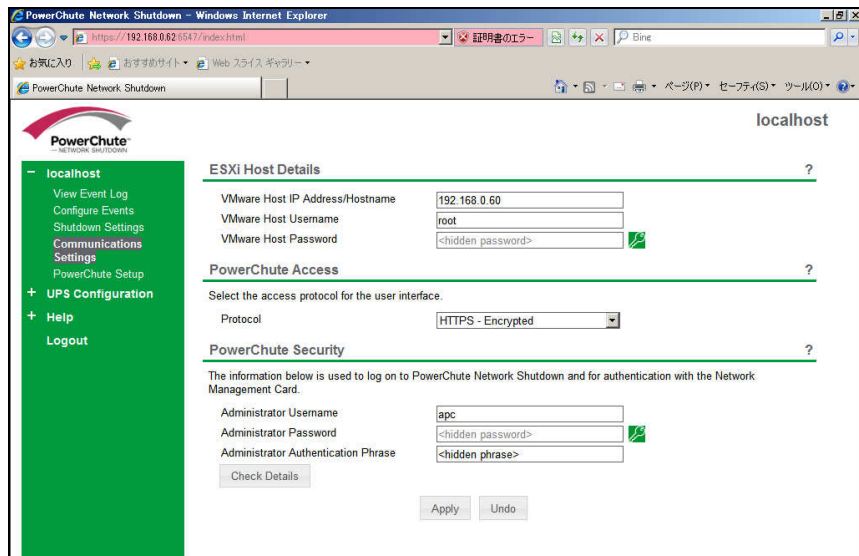 PowerChute Network Shutdown - Windows Internet Explorer
https://192.168.0.62:6547/index.html
証明書のエラー
Bing
お気に入り
おすすめサイト
Web スライス ギャラリー
PowerChute Network Shutdown
ページ(P)
セーフティ(S)
ツール(O)
PowerChute
NETWORK SHUTDOWN
localhost
localhost
View Event Log
Configure Events
Shutdown Settings
Communications
Settings
PowerChute Setup
UPS Configuration
Help
Logout
ESXi Host Details
?
VMware Host IP Address/Hostname
192.168.0.60
VMware Host Username
root
VMware Host Password
<hidden password>
PowerChute Access
?
Select the access protocol for the user interface.
Protocol
HTTPS - Encrypted
PowerChute Security
?
The information below is used to log on to PowerChute Network Shutdown and for authentication with the Network
Management Card.
Administrator Username
apc
Administrator Password
<hidden password>
Administrator Authentication Phrase
<hidden phrase>
Check Details
Apply
Undo